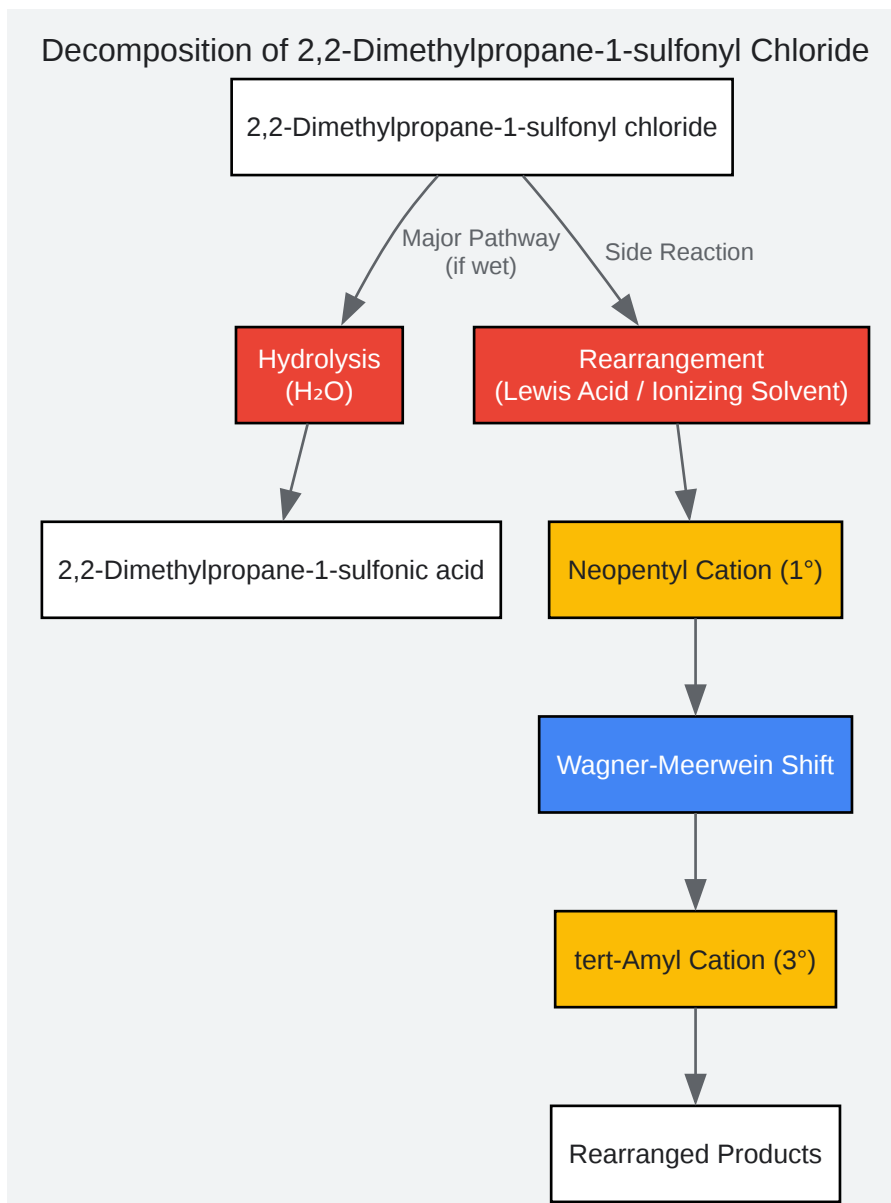 Decomposition of 2,2-Dimethylpropane-1-sulfonyl Chloride
2,2-Dimethylpropane-1-sulfonyl chloride
Major Pathway
(if wet)
Side Reaction
Hydrolysis
(H₂O)
Rearrangement
(Lewis Acid / Ionizing Solvent)
2,2-Dimethylpropane-1-sulfonic acid
Neopentyl Cation (1°)
Wagner-Meerwein Shift
tert-Amyl Cation (3°)
Rearranged Products